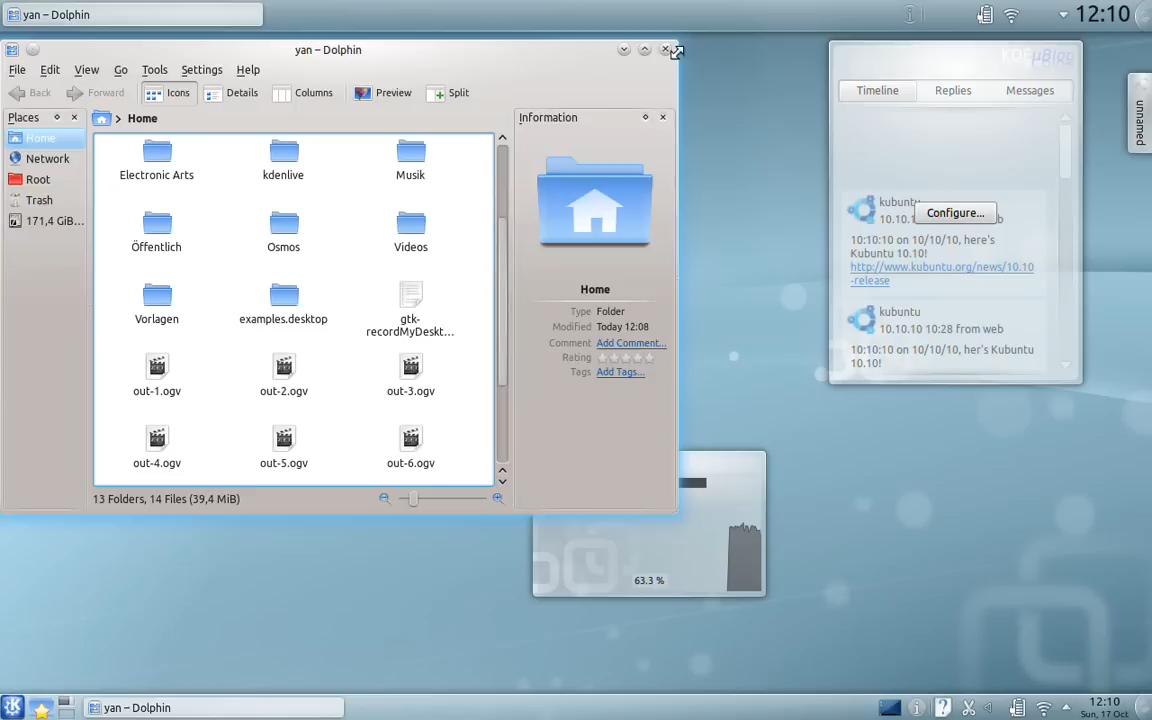 yan – Dolphin
12:10
yan – Dolphin
File Edit View Go Tools Settings Help
Back Forward Icons Details Columns Preview Split
Places
Home
Network
Root
Trash
171,4 GiB...
Home
Electronic Arts kdenlive Musik
Öffentlich Osmos Videos
Vorlagen examples.desktop gtk-
recordMyDeskt...
out-1.ogv out-2.ogv out-3.ogv
out-4.ogv out-5.ogv out-6.ogv
13 Folders, 14 Files (39,4 MiB)
Information
Home
Type Folder
Modified Today 12:08
Comment Add Comment...
Rating
Tags Add Tags...
63.3 %
µBlog
Timeline Replies Messages
kubuntu
10.10.1
Configure...
10:10:10 on 10/10/10, here's
Kubuntu 10.10!
http://www.kubuntu.org/news/10.10
-release
kubuntu
10.10.10 10:28 from web
10:10:10 on 10/10/10, her's Kubuntu
10.10!
unnamed
yan – Dolphin
12:10
Sun, 17 Oct